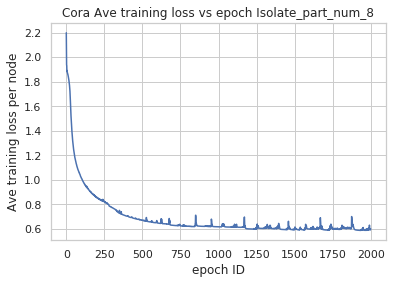 Cora Ave training loss vs epoch Isolate_part_num_8
Ave training loss per node
2.2
2.0
1.8
1.6
1.4
1.2
1.0
0.8
0.6
0 250 500 750 1000 1250 1500 1750 2000
epoch ID